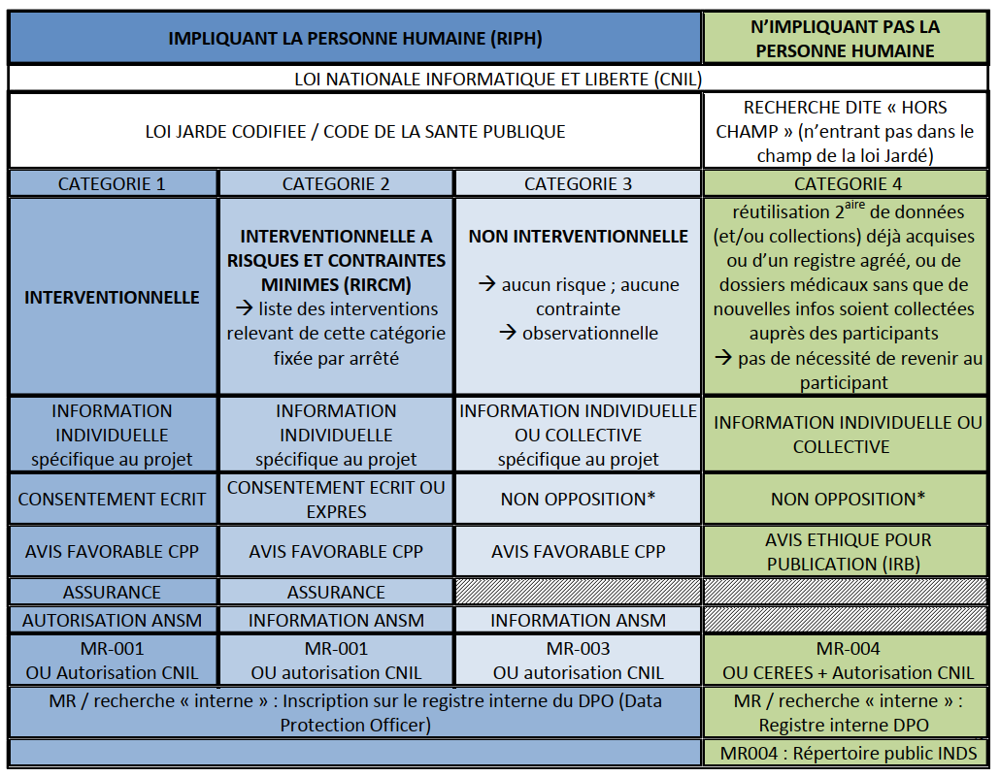 IMPLIQUANT LA PERSONNE HUMAINE (RIPH)
N’IMPLIQUANT PAS LA
PERSONNE HUMAINE
LOI NATIONALE INFORMATIQUE ET LIBERTE (CNIL)
LOI JARDE CODIFIEE / CODE DE LA SANTE PUBLIQUE
RECHERCHE DITE « HORS
CHAMP » (n’entrant pas dans le
champ de la loi Jardé)
CATEGORIE 1
CATEGORIE 2
CATEGORIE 3
CATEGORIE 4
INTERVENTIONNELLE
INTERVENTIONNELLE A
RISQUES ET CONTRAINTES
MINIMES (RIRCM)
→ liste des interventions
relevant de cette catégorie
fixée par arrêté
NON INTERVENTIONNELLE
→ aucun risque ; aucune
contrainte
→ observationnelle
réutilisation 2aire de données
(et/ou collections) déjà acquises
ou d’un registre agréé, ou de
dossiers médicaux sans que de
nouvelles infos soient collectées
auprès des participants
→ pas de nécessité de revenir au
participant
INFORMATION
INDIVIDUELLE
spécifique au projet
INFORMATION
INDIVIDUELLE
spécifique au projet
INFORMATION INDIVIDUELLE
OU COLLECTIVE
spécifique au projet
INFORMATION INDIVIDUELLE OU
COLLECTIVE
CONSENTEMENT ECRIT
CONSENTEMENT ECRIT OU
EXPRES
NON OPPOSITION*
NON OPPOSITION*
AVIS FAVORABLE CPP
AVIS FAVORABLE CPP
AVIS FAVORABLE CPP
AVIS ETHIQUE POUR
PUBLICATION (IRB)
ASSURANCE
ASSURANCE
AUTORISATION ANSM
INFORMATION ANSM
INFORMATION ANSM
MR-001
OU Autorisation CNIL
MR-001
OU autorisation CNIL
MR-003
OU autorisation CNIL
MR-004
OU CEREES + Autorisation CNIL
MR / recherche « interne » : Inscription sur le registre interne du DPO (Data
Protection Officer)
MR / recherche « interne » :
Registre interne DPO
MR004 : Répertoire public INDS